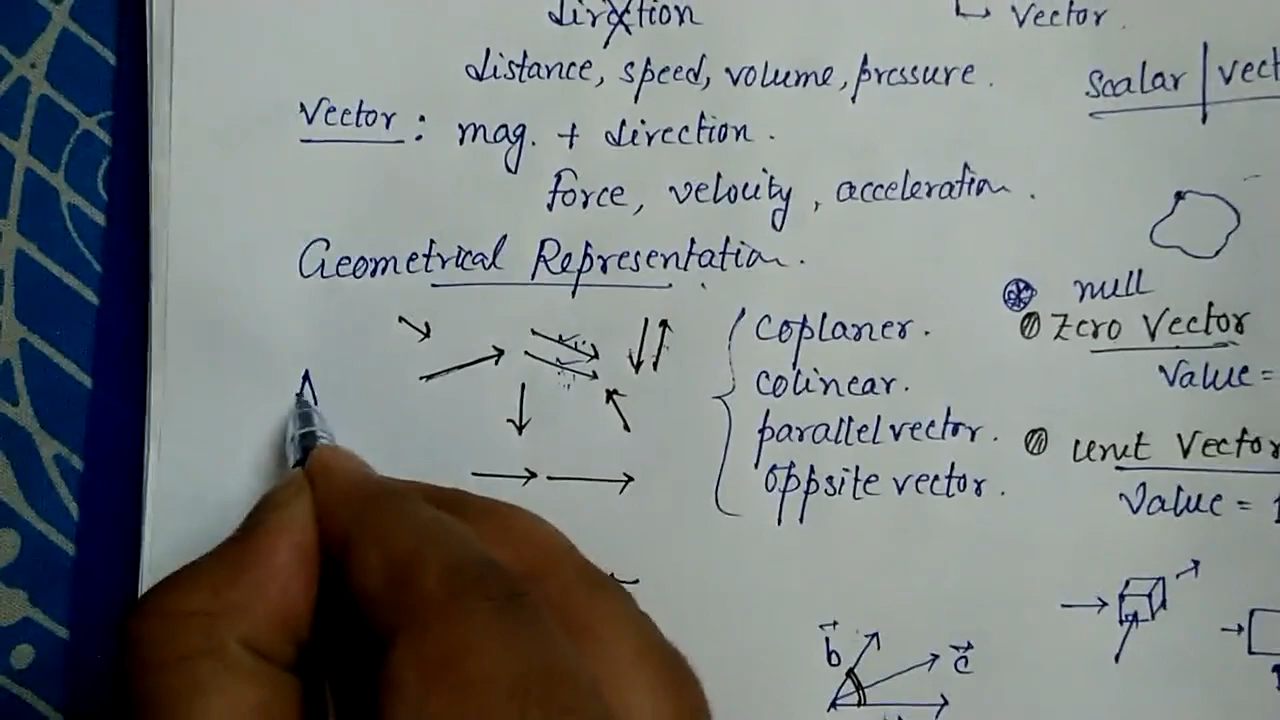 direction
↳ Vector.
distance, speed, volume, pressure.
Scalar | vect
Vector : mag. + direction.
force, velocity, acceleration.
Geometrical Representation.
null
Zero Vector
Value =
coplaner.
colinear.
parallel vector.
oppsite vector.
unit Vector
Value = 1
b
c